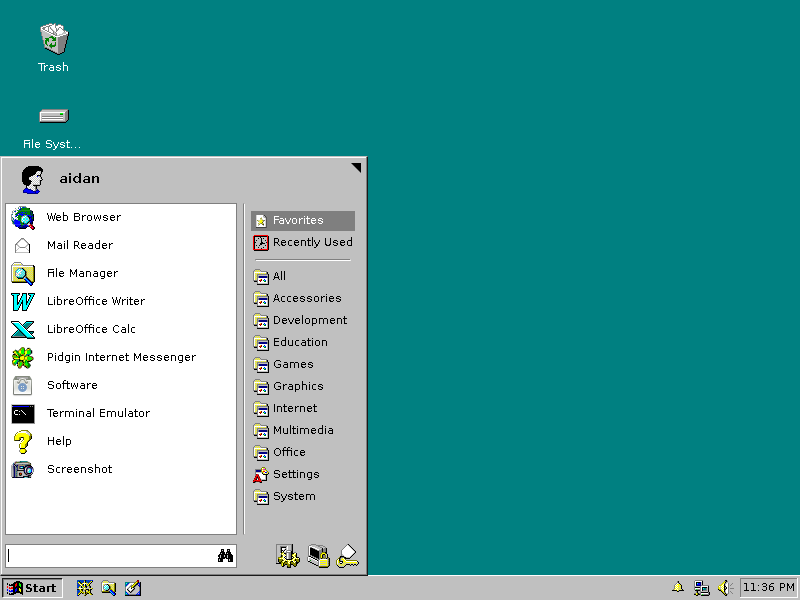 Trash
File Syst...
aidan
Web Browser
Mail Reader
File Manager
LibreOffice Writer
LibreOffice Calc
Pidgin Internet Messenger
Software
Terminal Emulator
Help
Screenshot
Favorites
Recently Used
All
Accessories
Development
Education
Games
Graphics
Internet
Multimedia
Office
Settings
System
Start
11:36 PM